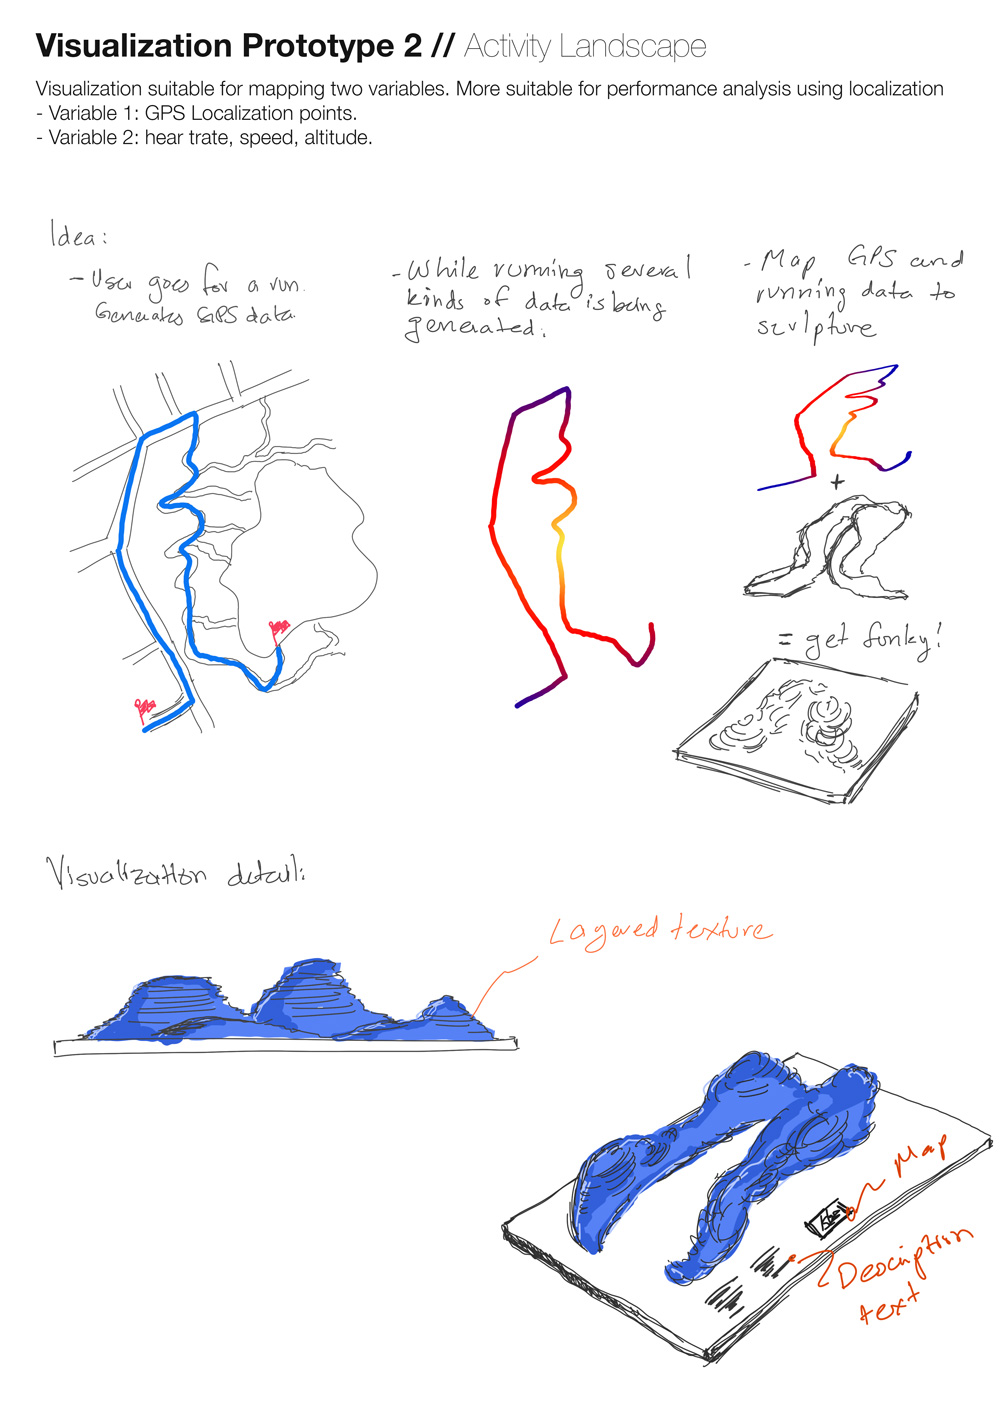 Visualization Prototype 2 // Activity Landscape
Visualization suitable for mapping two variables. More suitable for performance analysis using localization
- Variable 1: GPS Localization points.
- Variable 2: hear trate, speed, altitude.
Idea:
- User goes for a run.
Generates GPS data
- While running several
kinds of data is being
generated.
- Map GPS and
running data to
sculpture
+
= get funky!
Visualization detail:
Layered texture
Map
Description
text